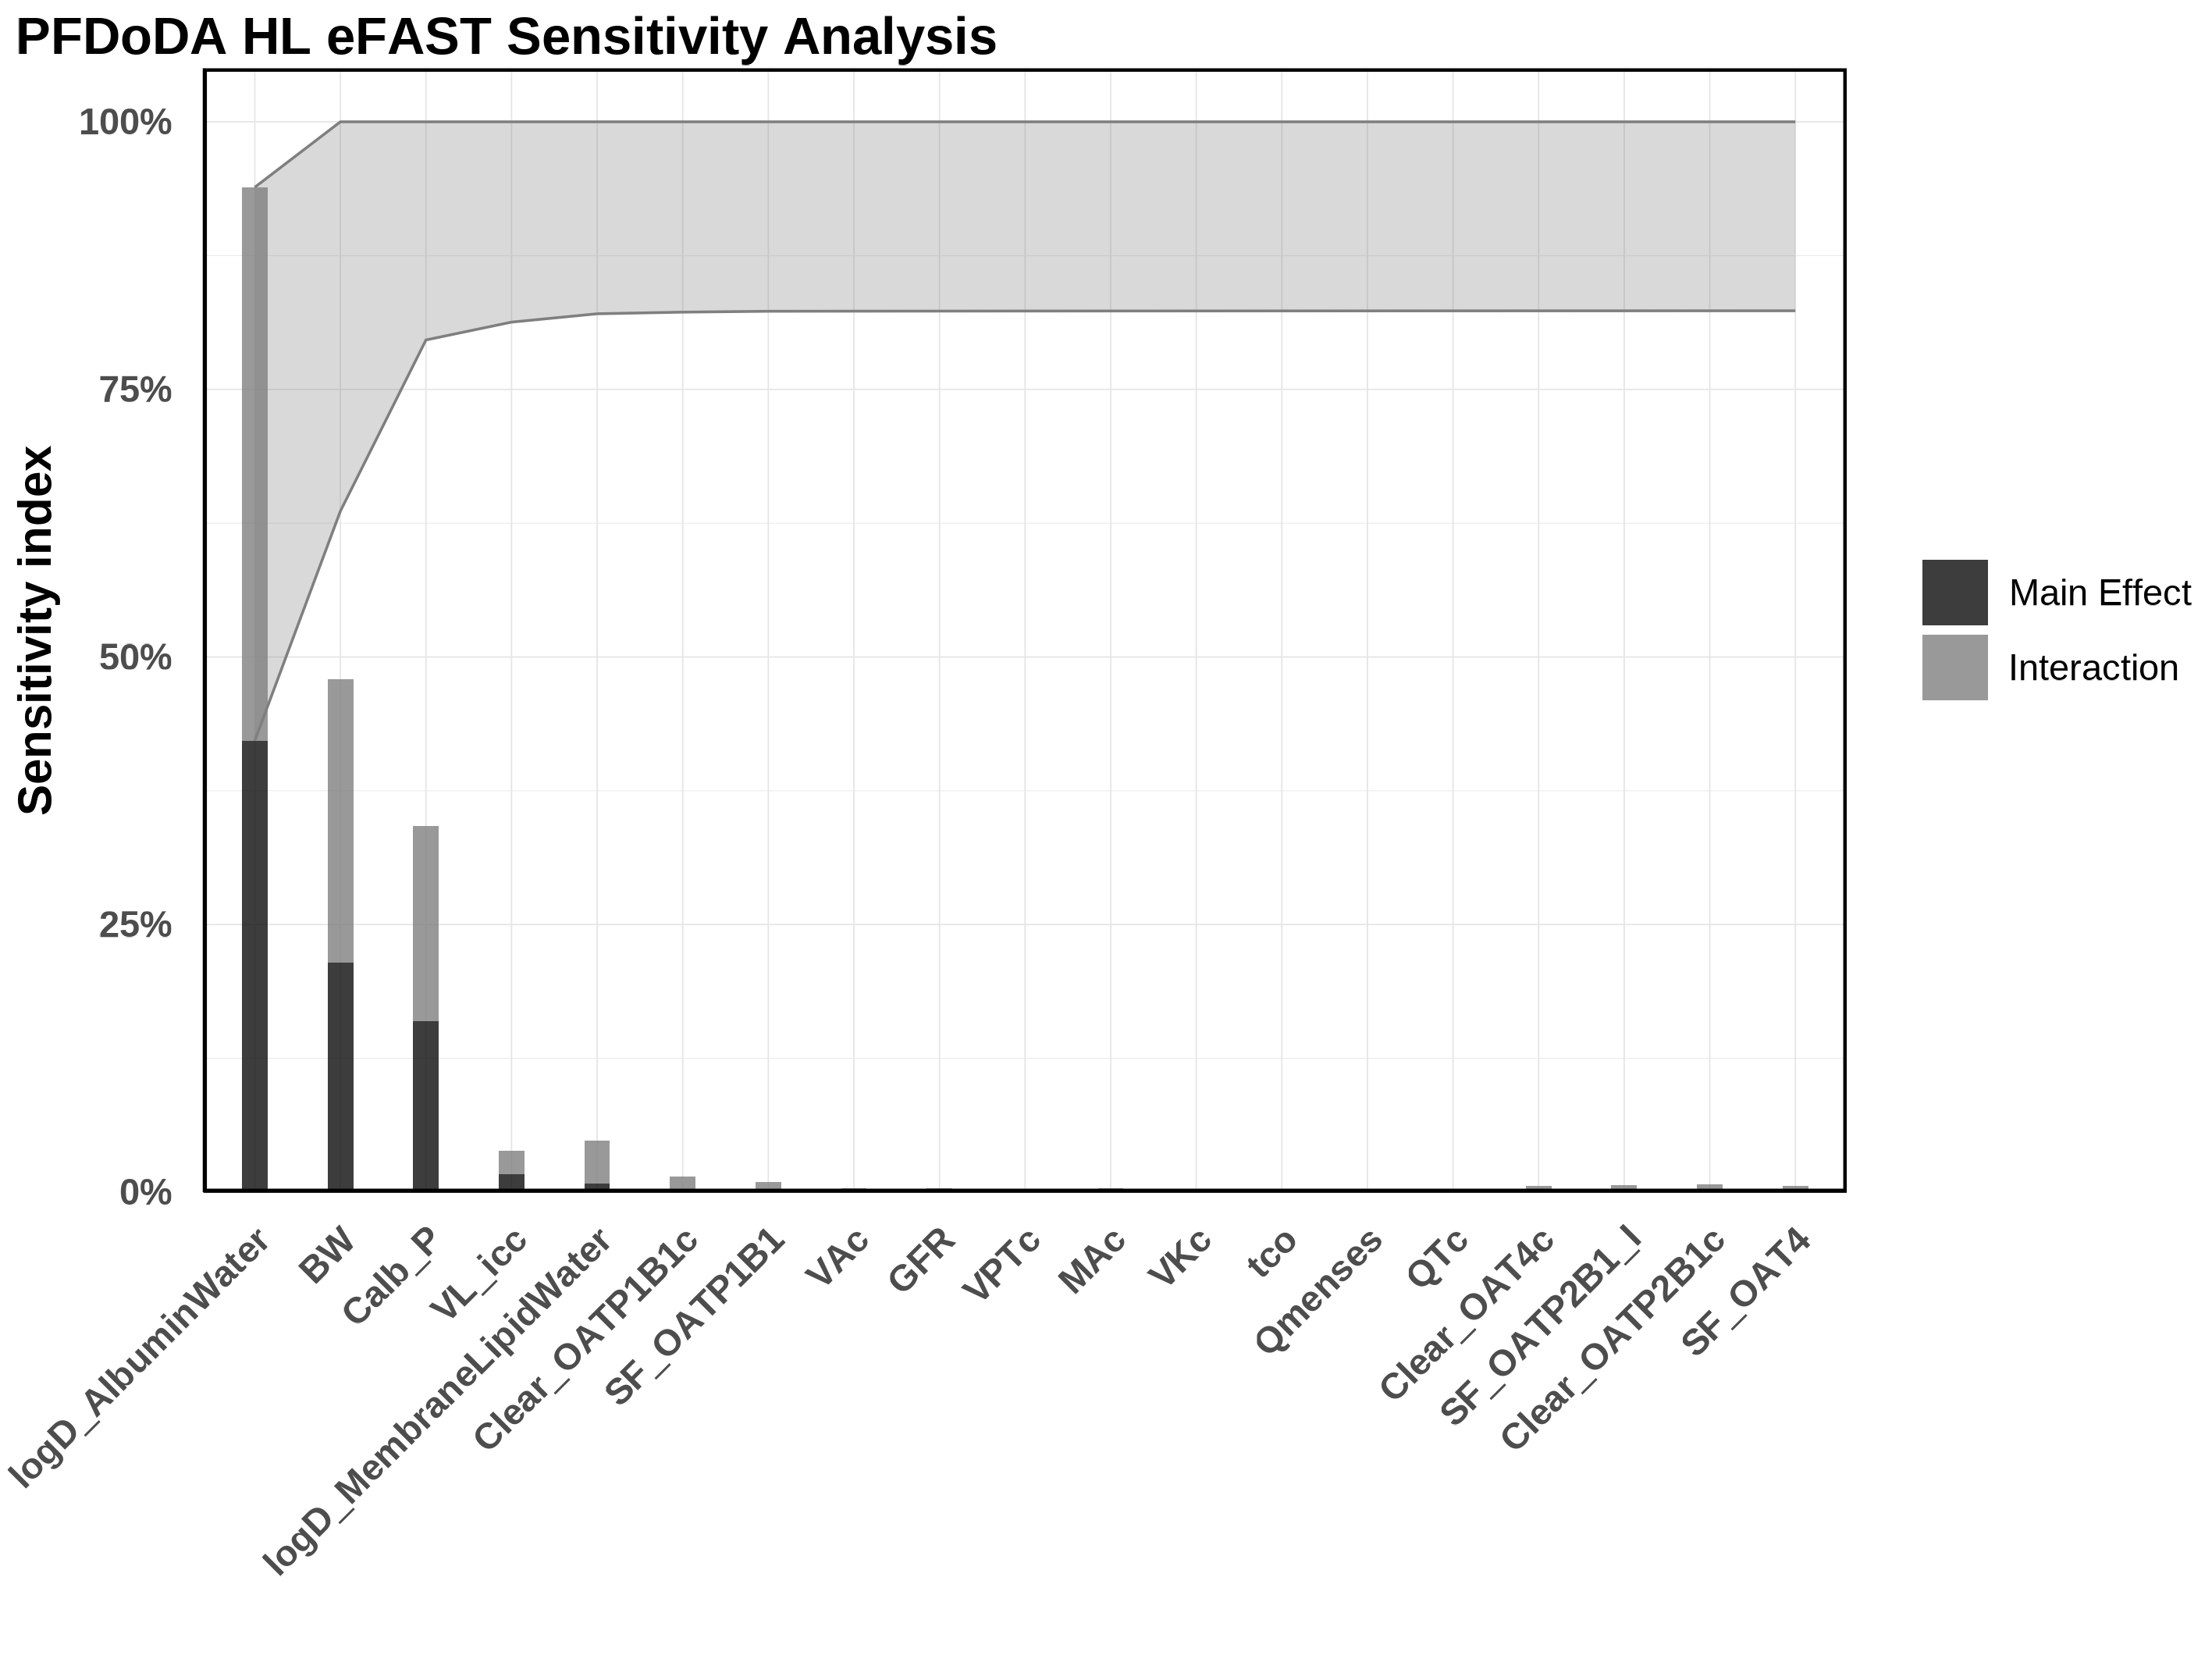 PFDoDA HL eFAST Sensitivity Analysis
Sensitivity index
100%
75%
50%
25%
0%
logD_AlbuminWater
BW
Calb_P
VL_icc
logD_MembraneLipidWater
Clear_OATP1B1c
SF_OATP1B1
VAc
GFR
VPTc
MAc
VKc
tco
Qmenses
QTc
Clear_OAT4c
SF_OATP2B1_l
Clear_OATP2B1c
SF_OAT4
Main Effect
Interaction